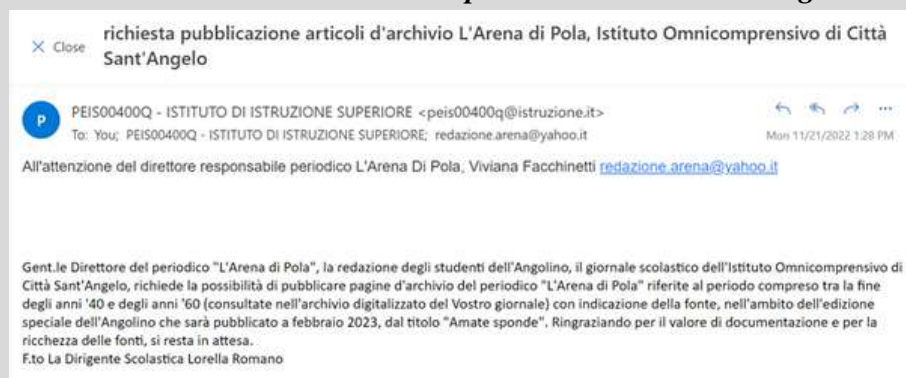 richiesta pubblicazione articoli d'archivio L'Arena di Pola, Istituto Omnicomprensivo di Città
Close
Sant'Angelo
P
PEIS00400Q - ISTITUTO DI ISTRUZIONE SUPERIORE <peis00400q@istruzione.it>
To: You; PEIS00400Q - ISTITUTO DI ISTRUZIONE SUPERIORE; redazione.arena@yahoo.it
Mon 11/21/2022 1:28 PM
All'attenzione del direttore responsabile periodico L'Arena Di Pola, Viviana Facchinetti redazione.arena@yahoo.it
Gent.le Direttore del periodico "L'Arena di Pola", la redazione degli studenti dell'Angolino, il giornale scolastico dell'Istituto Omnicomprensivo di
Città Sant'Angelo, richiede la possibilità di pubblicare pagine d'archivio del periodico "L'Arena di Pola" riferite al periodo compreso tra la fine
degli anni '40 e degli anni '60 (consultate nell'archivio digitalizzato del Vostro giornale) con indicazione della fonte, nell'ambito dell'edizione
speciale dell'Angolino che sarà pubblicato a febbraio 2023, dal titolo "Amate sponde". Ringraziando per il valore di documentazione e per la
ricchezza delle fonti, si resta in attesa.
F.to La Dirigente Scolastica Lorella Romano